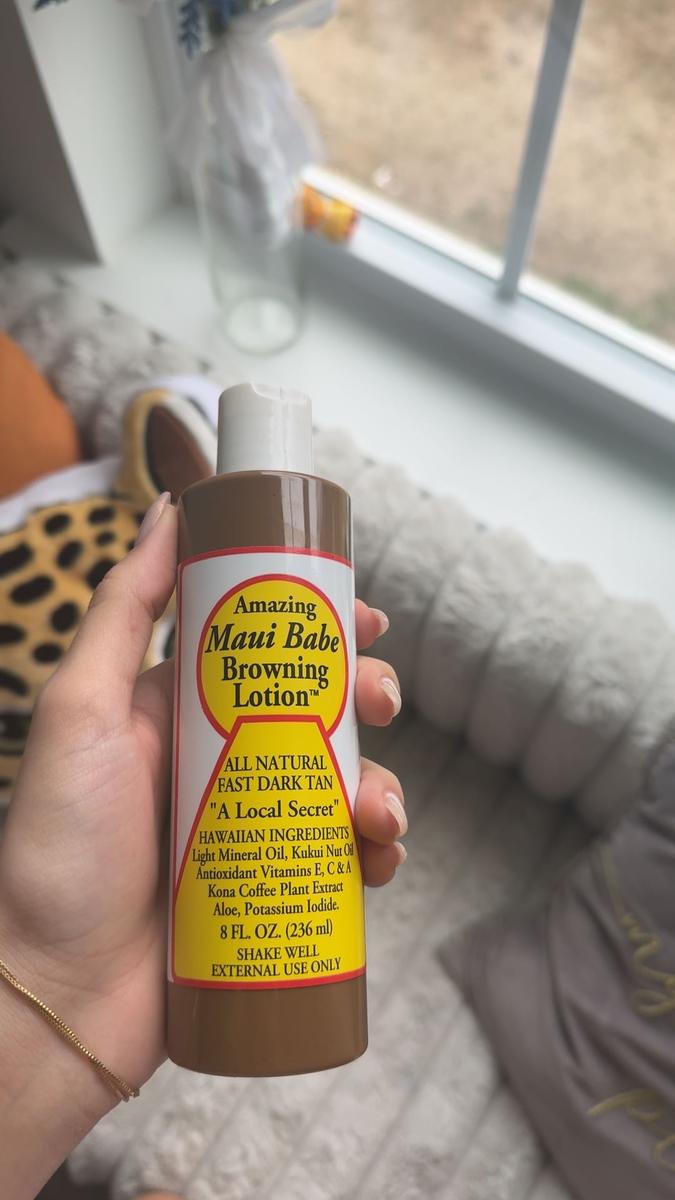 Amazing
Maui Babe
Browning
Lotion™
ALL NATURAL
FAST DARK TAN
"A Local Secret"
HAWAIIAN INGREDIENTS
Light Mineral Oil, Kukui Nut Oil
Antioxidant Vitamins E, C & A
Kona Coffee Plant Extract
Aloe, Potassium Iodide.
8 FL. OZ. (236 ml)
SHAKE WELL
EXTERNAL USE ONLY